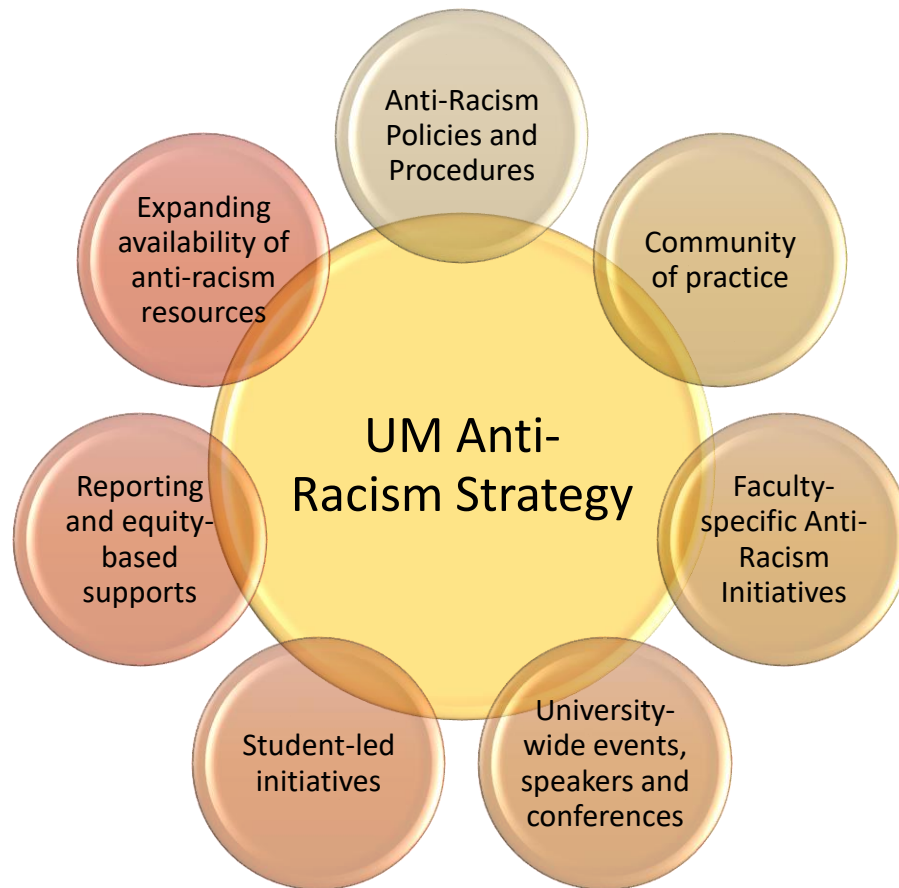 Anti-Racism
Policies and
Procedures
Community
of practice
Faculty-
specific Anti-
Racism
Initiatives
University-
wide events,
speakers and
conferences
Student-led
initiatives
Reporting
and equity-
based
supports
Expanding
availability of
anti-racism
resources
UM Anti-
Racism Strategy